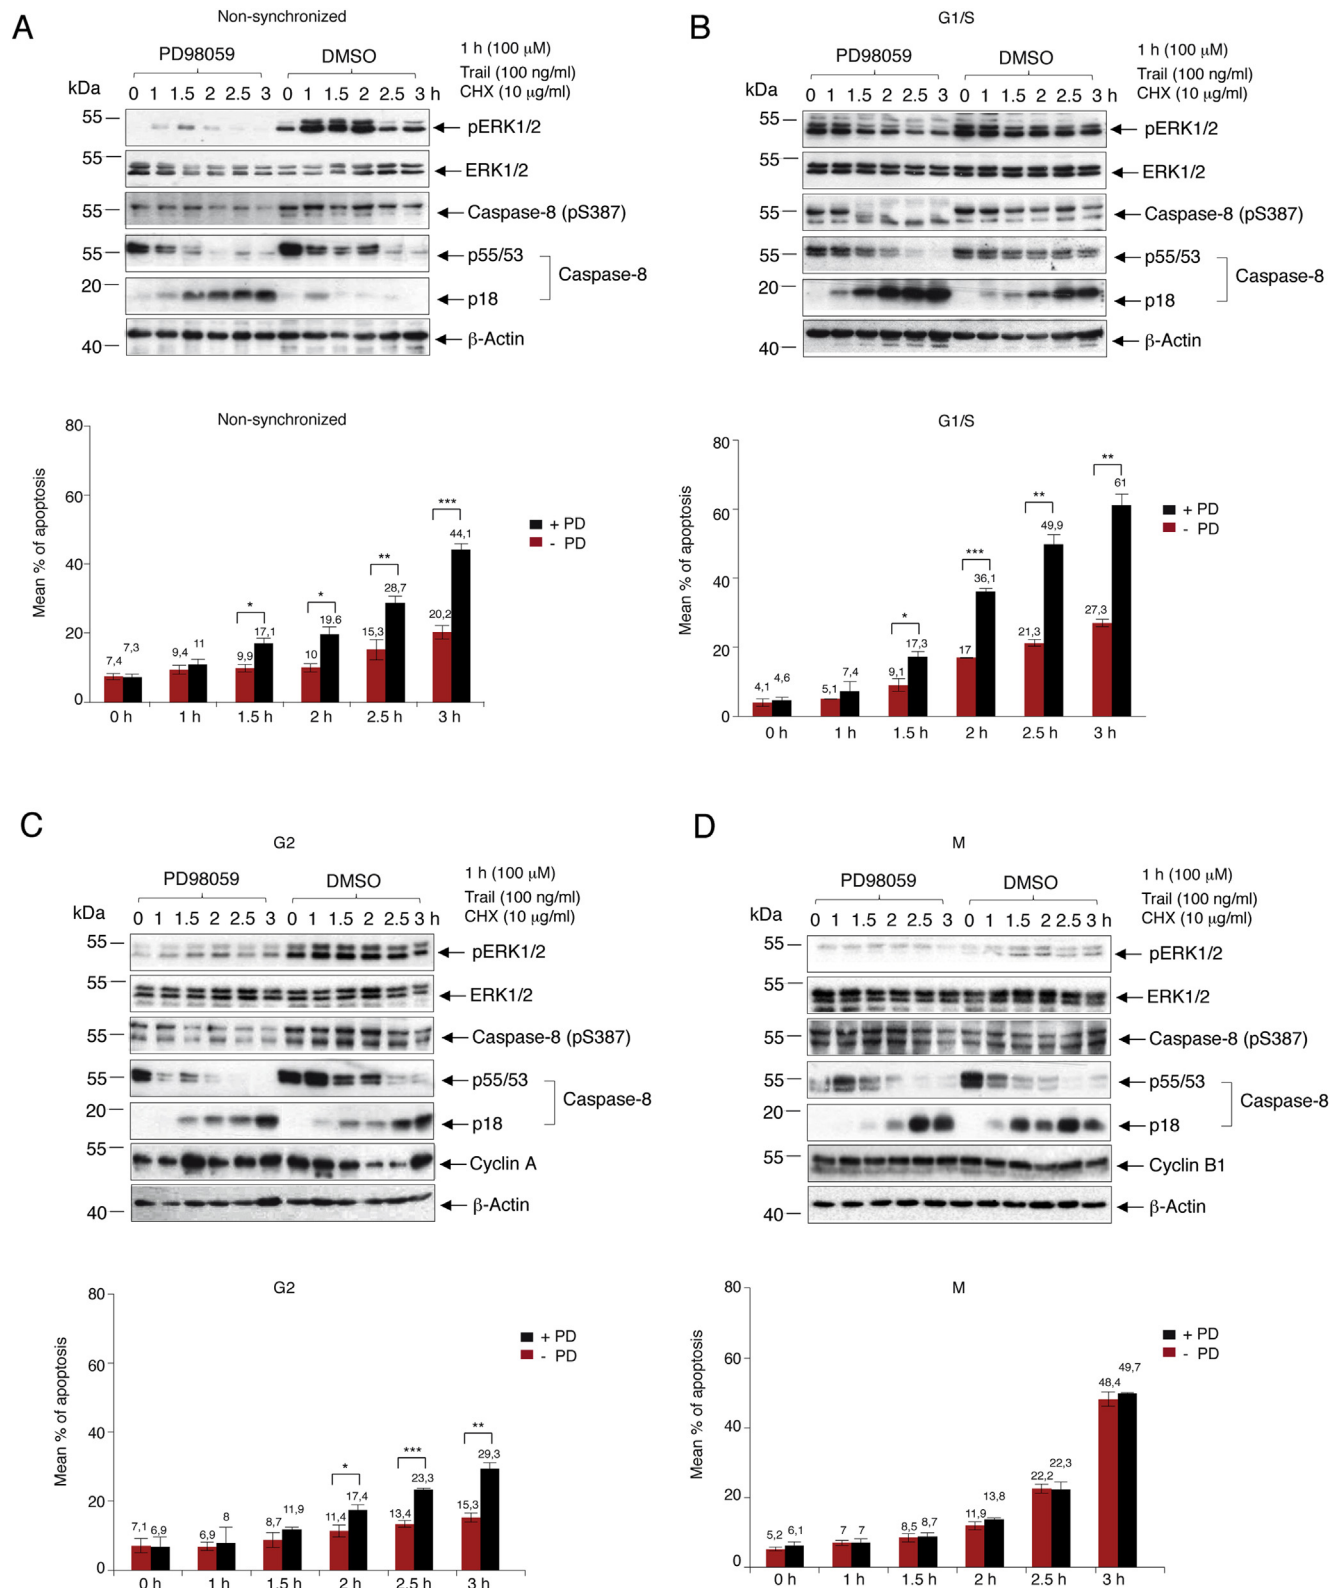 A
Non-synchronized
PD98059 DMSO 1 h (100 μM)
Trail (100 ng/ml)
kDa 0 1 1.5 2 2.5 3 0 1 1.5 2 2.5 3 h CHX (10 μg/ml)
55 pERK1/2
55 ERK1/2
55 Caspase-8 (pS387)
55 p55/53
Caspase-8
20 p18
40 β-Actin
Non-synchronized
Mean % of apoptosis
80
60
40
20
0
7,4 7,3 9,4 11 9,9 17,1 10 19.6 15,3 28,7 20,2 44,1
* * ** ***
0 h 1 h 1.5 h 2 h 2.5 h 3 h
+ PD
- PD
B
G1/S
PD98059 DMSO 1 h (100 μM)
Trail (100 ng/ml)
kDa 0 1 1.5 2 2.5 3 0 1 1.5 2 2.5 3 h CHX (10 μg/ml)
55 pERK1/2
55 ERK1/2
55 Caspase-8 (pS387)
55 p55/53
Caspase-8
20 p18
40 β-Actin
G1/S
Mean % of apoptosis
80
60
40
20
0
4,1 4,6 5,1 7,4 9,1 17,3 17 36,1 21,3 49,9 27,3 61
* *** ** **
0 h 1 h 1.5 h 2 h 2.5 h 3 h
+ PD
- PD
C
G2
PD98059 DMSO 1 h (100 μM)
Trail (100 ng/ml)
kDa 0 1 1.5 2 2.5 3 0 1 1.5 2 2.5 3 h CHX (10 μg/ml)
55 pERK1/2
55 ERK1/2
55 Caspase-8 (pS387)
55 p55/53
Caspase-8
20 p18
55 Cyclin A
40 β-Actin
G2
Mean % of apoptosis
80
60
40
20
0
7,1 6,9 6,9 8 8,7 11,9 11,4 17,4 13,4 23,3 15,3 29,3
* *** **
0 h 1 h 1.5 h 2 h 2.5 h 3 h
+ PD
- PD
D
M
PD98059 DMSO 1 h (100 μM)
Trail (100 ng/ml)
kDa 0 1 1.5 2 2.5 3 0 1 1.5 2 2.5 3 h CHX (10 μg/ml)
55 pERK1/2
55 ERK1/2
55 Caspase-8 (pS387)
55 p55/53
Caspase-8
20 p18
55 Cyclin B1
40 β-Actin
M
Mean % of apoptosis
80
60
40
20
0
5,2 6,1 7 7 8,5 8,7 11,9 13,8 22,2 22,3 48,4 49,7
0 h 1 h 1.5 h 2 h 2.5 h 3 h
+ PD
- PD